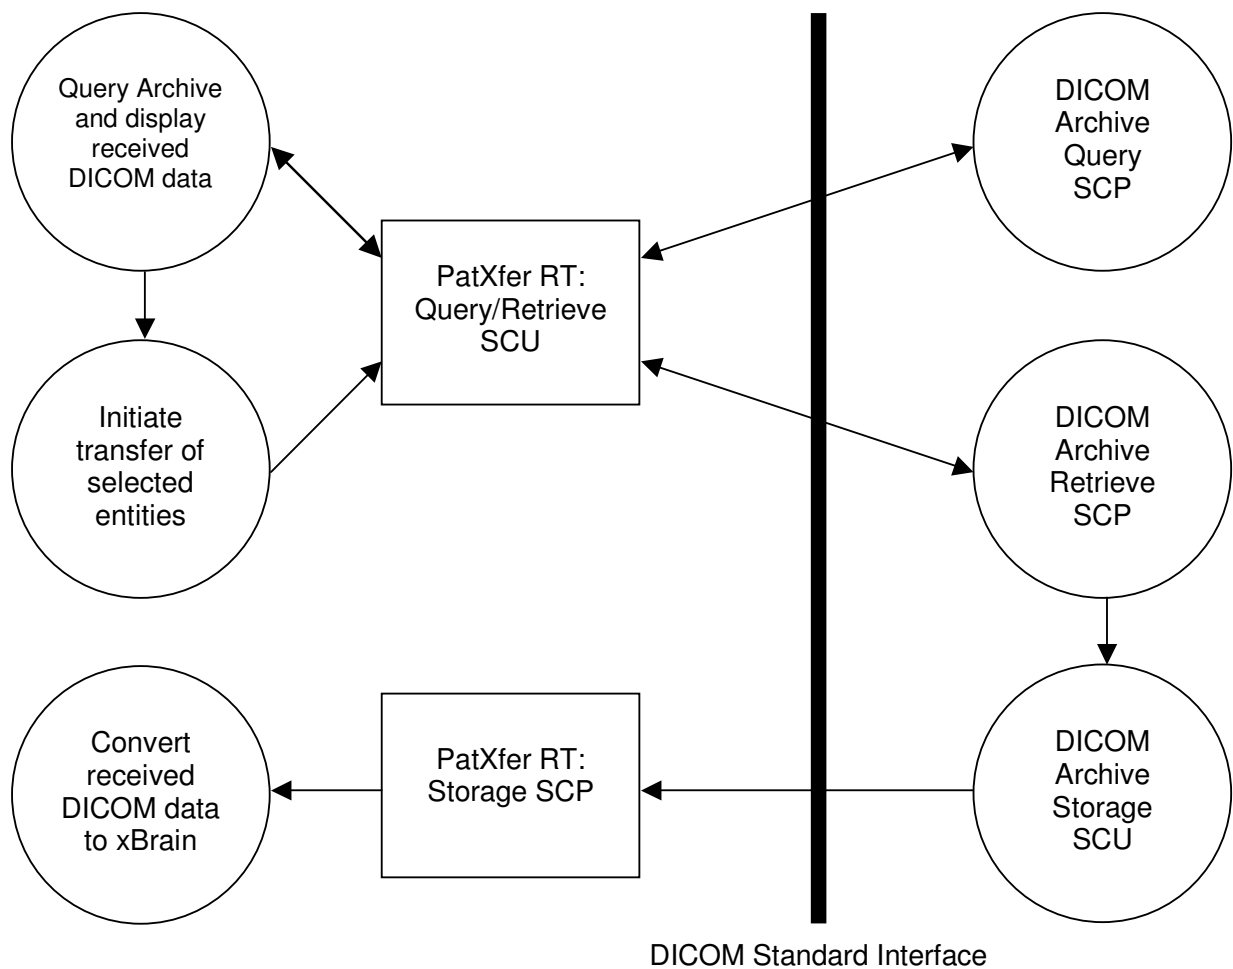 Query Archive
and display
received
DICOM data
DICOM
Archive
Query
SCP
PatXfer RT:
Query/Retrieve
SCU
Initiate
transfer of
selected
entities
DICOM
Archive
Retrieve
SCP
Convert
received
DICOM data
to xBrain
PatXfer RT:
Storage SCP
DICOM
Archive
Storage
SCU
DICOM Standard Interface